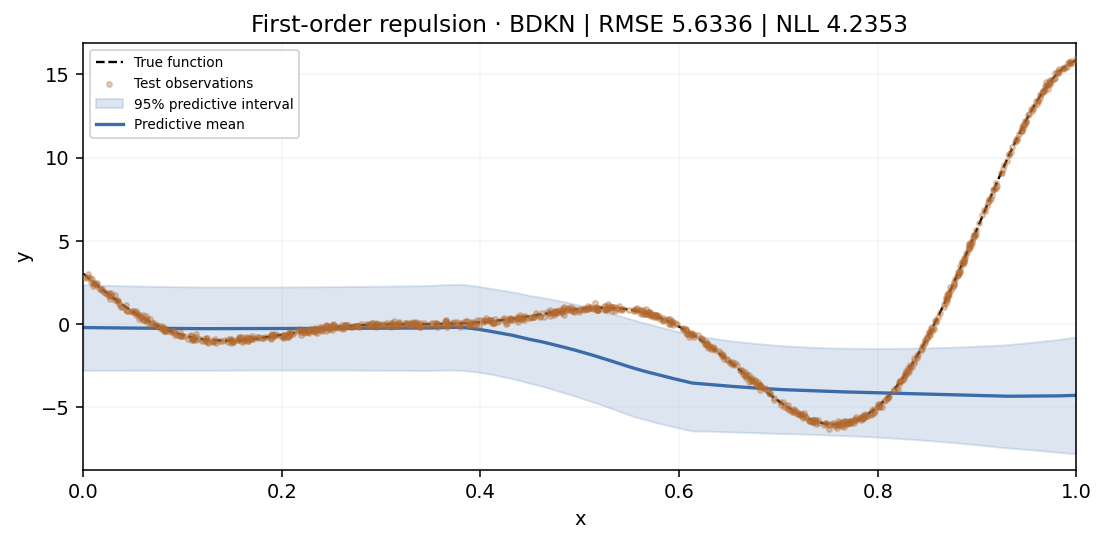 First-order repulsion · BDKN | RMSE 5.6336 | NLL 4.2353
True function
Test observations
95% predictive interval
Predictive mean
y
15
10
5
0
−5
0.0 0.2 0.4 0.6 0.8 1.0
x